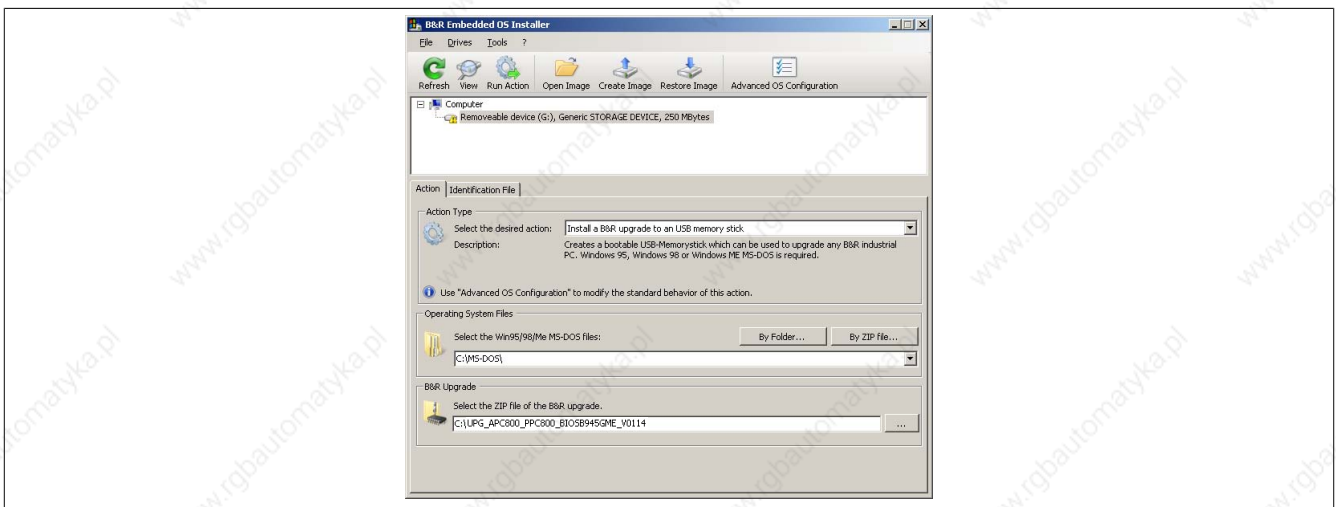 B&R Embedded OS Installer
File Drives Tools ?
Refresh View Run Action Open Image Create Image Restore Image Advanced OS Configuration
Computer
Removeable device (G:), Generic STORAGE DEVICE, 250 MBytes
Action Identification File
Action Type
Select the desired action: Install a B&R upgrade to an USB memory stick
Description: Creates a bootable USB-Memorystick which can be used to upgrade any B&R industrial
PC. Windows 95, Windows 98 or Windows ME MS-DOS is required.
Use "Advanced OS Configuration" to modify the standard behavior of this action.
Operating System Files
Select the Win95/98/Me MS-DOS files: By Folder... By ZIP file...
C:\MS-DOS\
B&R Upgrade
Select the ZIP file of the B&R upgrade.
C:\UPG_APC800_PPC800_BIOSB945GME_V0114 ...
www.rgbautomatyka.pl